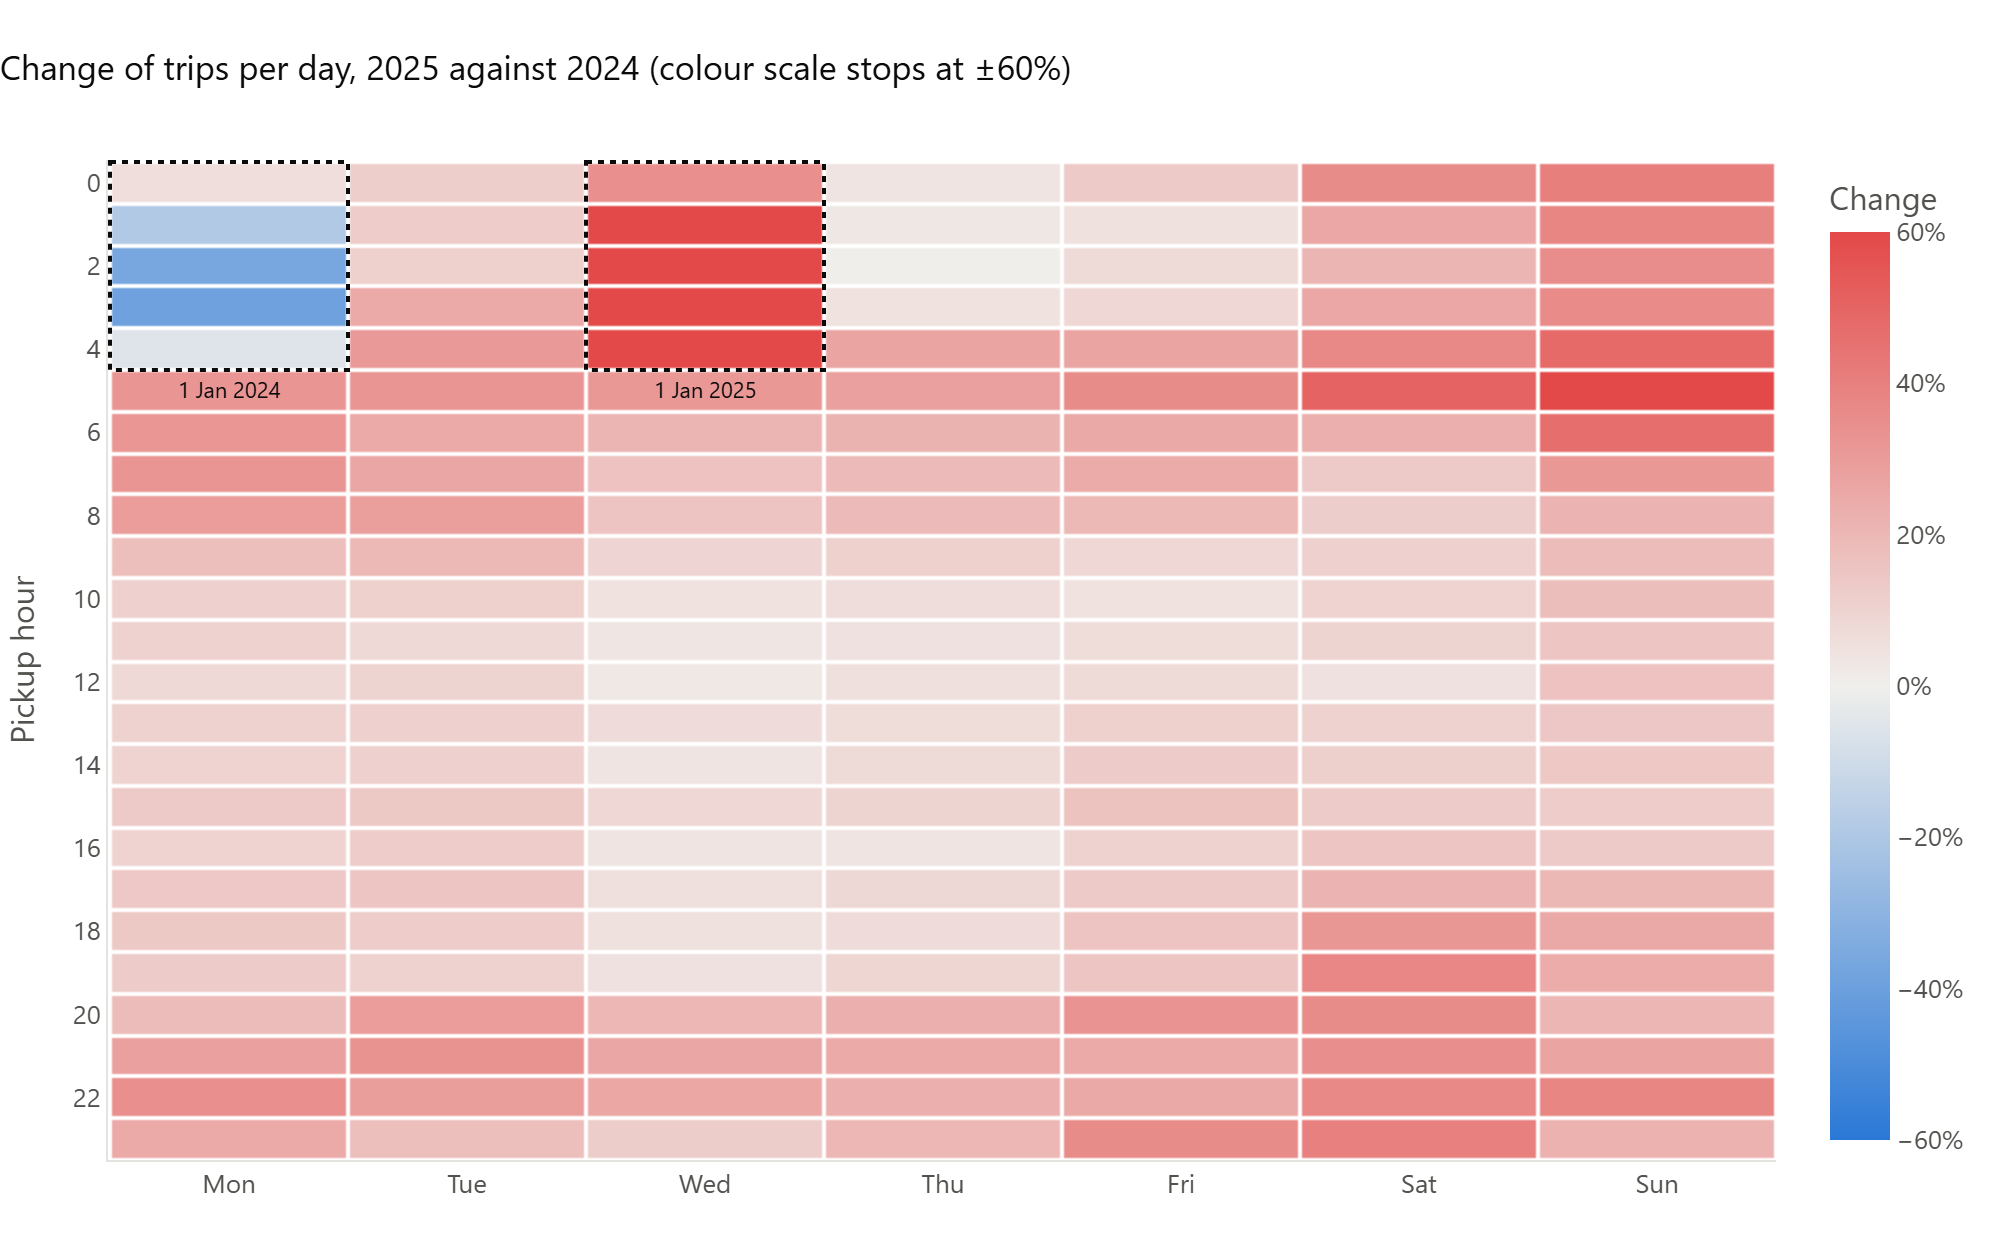 Change of trips per day, 2025 against 2024 (colour scale stops at ±60%)
Pickup hour
0
2
4
6
8
10
12
14
16
18
20
22
1 Jan 2024
1 Jan 2025
Mon
Tue
Wed
Thu
Fri
Sat
Sun
Change
60%
40%
20%
0%
−20%
−40%
−60%